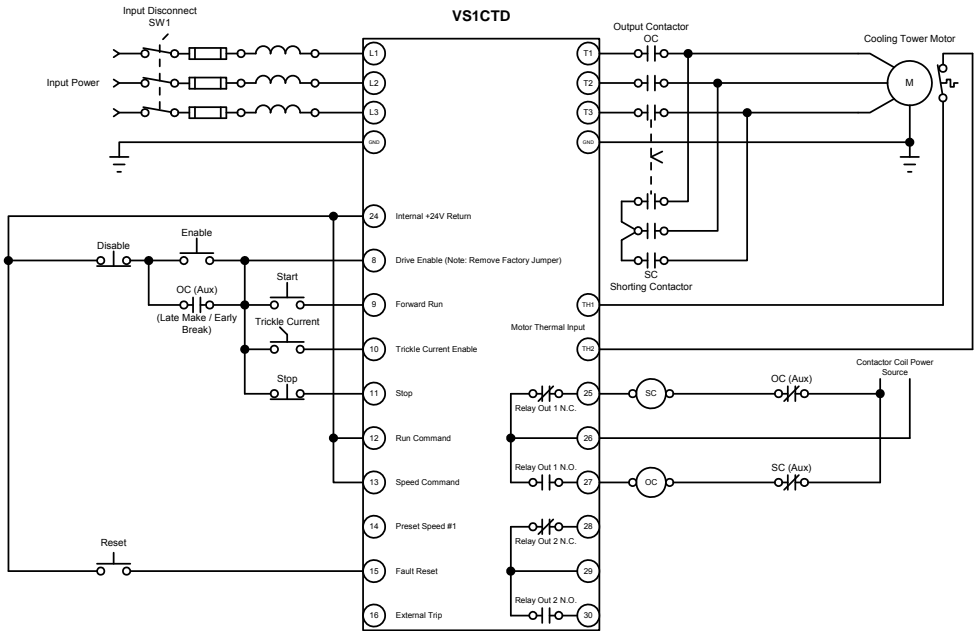 VS1CTD
Input Disconnect
SW1
Output Contactor
OC
Cooling Tower Motor
L1
T1
Input Power
L2
T2
M
L3
T3
GND
GND
24
Internal +24V Return
Enable
Disable
8
Drive Enable (Note: Remove Factory Jumper)
SC
Shorting Contactor
Start
OC (Aux)
9
Forward Run
TH1
(Late Make / Early
Break)
Trickle Current
Motor Thermal Input
10
Trickle Current Enable
TH2
Contactor Coil Power
Source
Stop
11
Stop
25
SC
OC (Aux)
Relay Out 1 N.C.
12
Run Command
26
Relay Out 1 N.O.
SC (Aux)
13
Speed Command
27
OC
14
Preset Speed #1
28
Relay Out 2 N.C.
Reset
15
Fault Reset
29
Relay Out 2 N.O.
16
External Trip
30